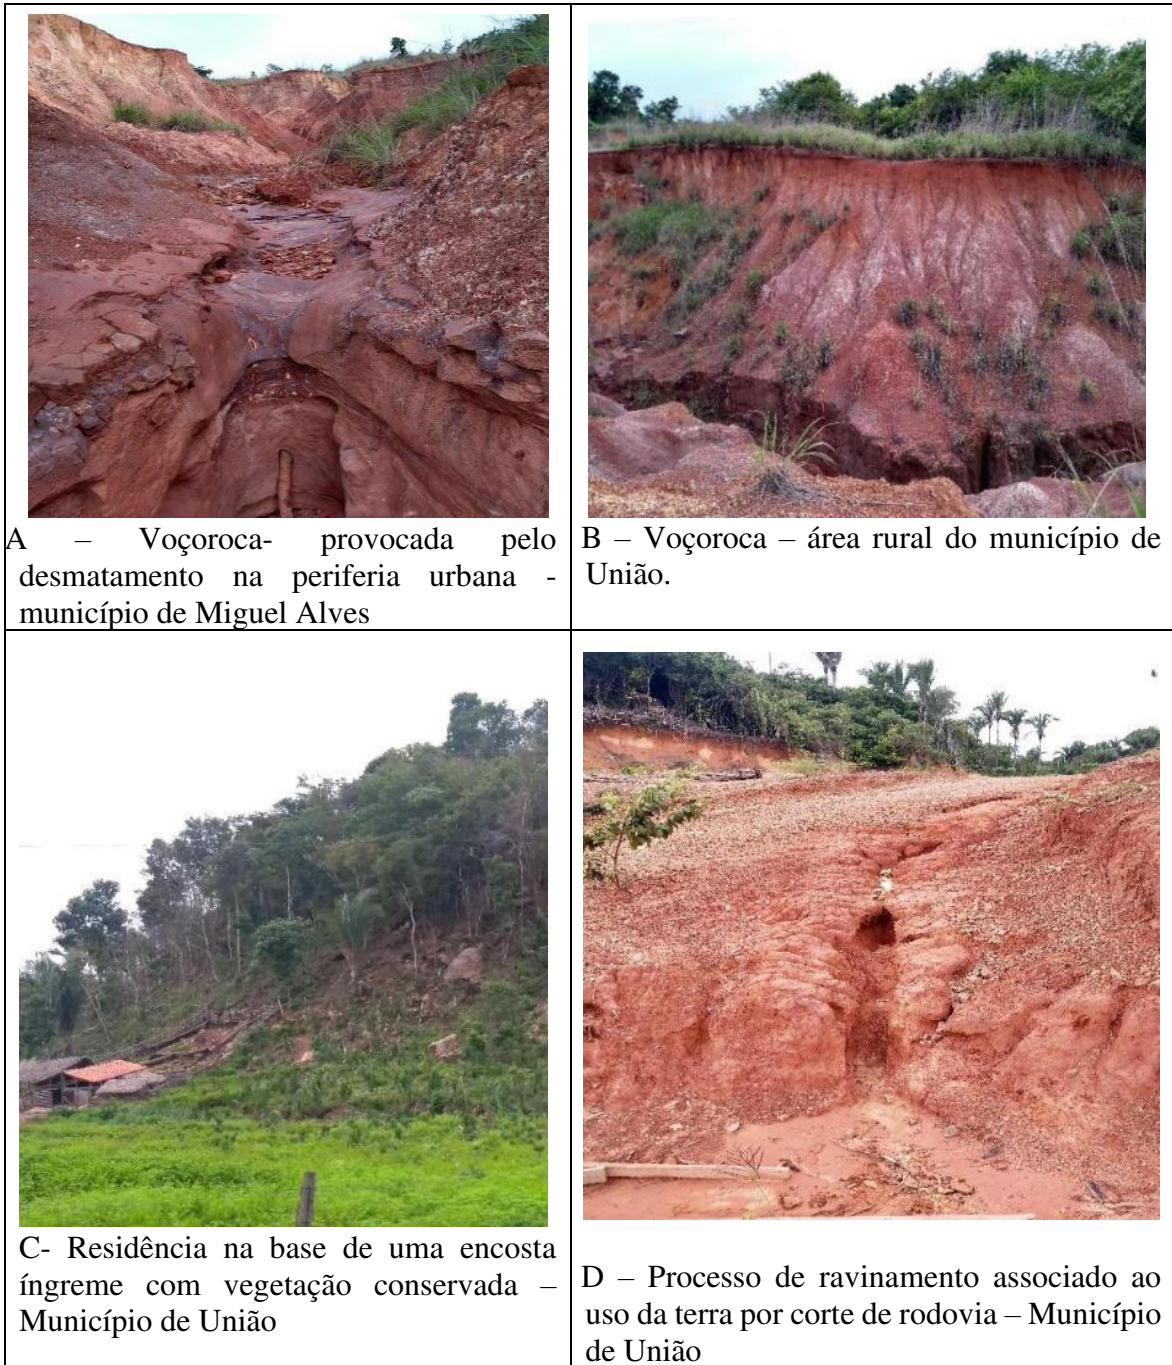 A – Voçoroca- provocada pelo
desmatamento na periferia urbana -
município de Miguel Alves
B – Voçoroca – área rural do município de
União.
C- Residência na base de uma encosta
íngreme com vegetação conservada –
Município de União
D – Processo de ravinamento associado ao
uso da terra por corte de rodovia – Município
de União